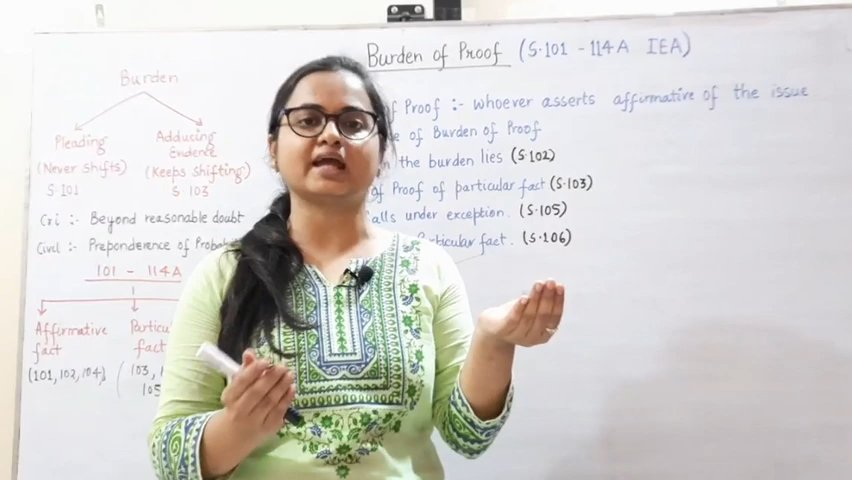 Burden of Proof (S·101 - 114A IEA)
Burden
Pleading
(Never shifts)
S·101
Adducing
Evidence
(Keeps shifting)
S 103
Cri :- Beyond reasonable doubt
Civil :- Preponderence of
101 - 114A
Affirmative
fact
(101, 102, 104)
fact
103,
of Proof :- whoever asserts affirmative of the issue
of Burden of Proof
the burden lies (S·102)
of Proof of particular fact (S·103)
falls under exception. (S·105)
Particular fact. (S·106)